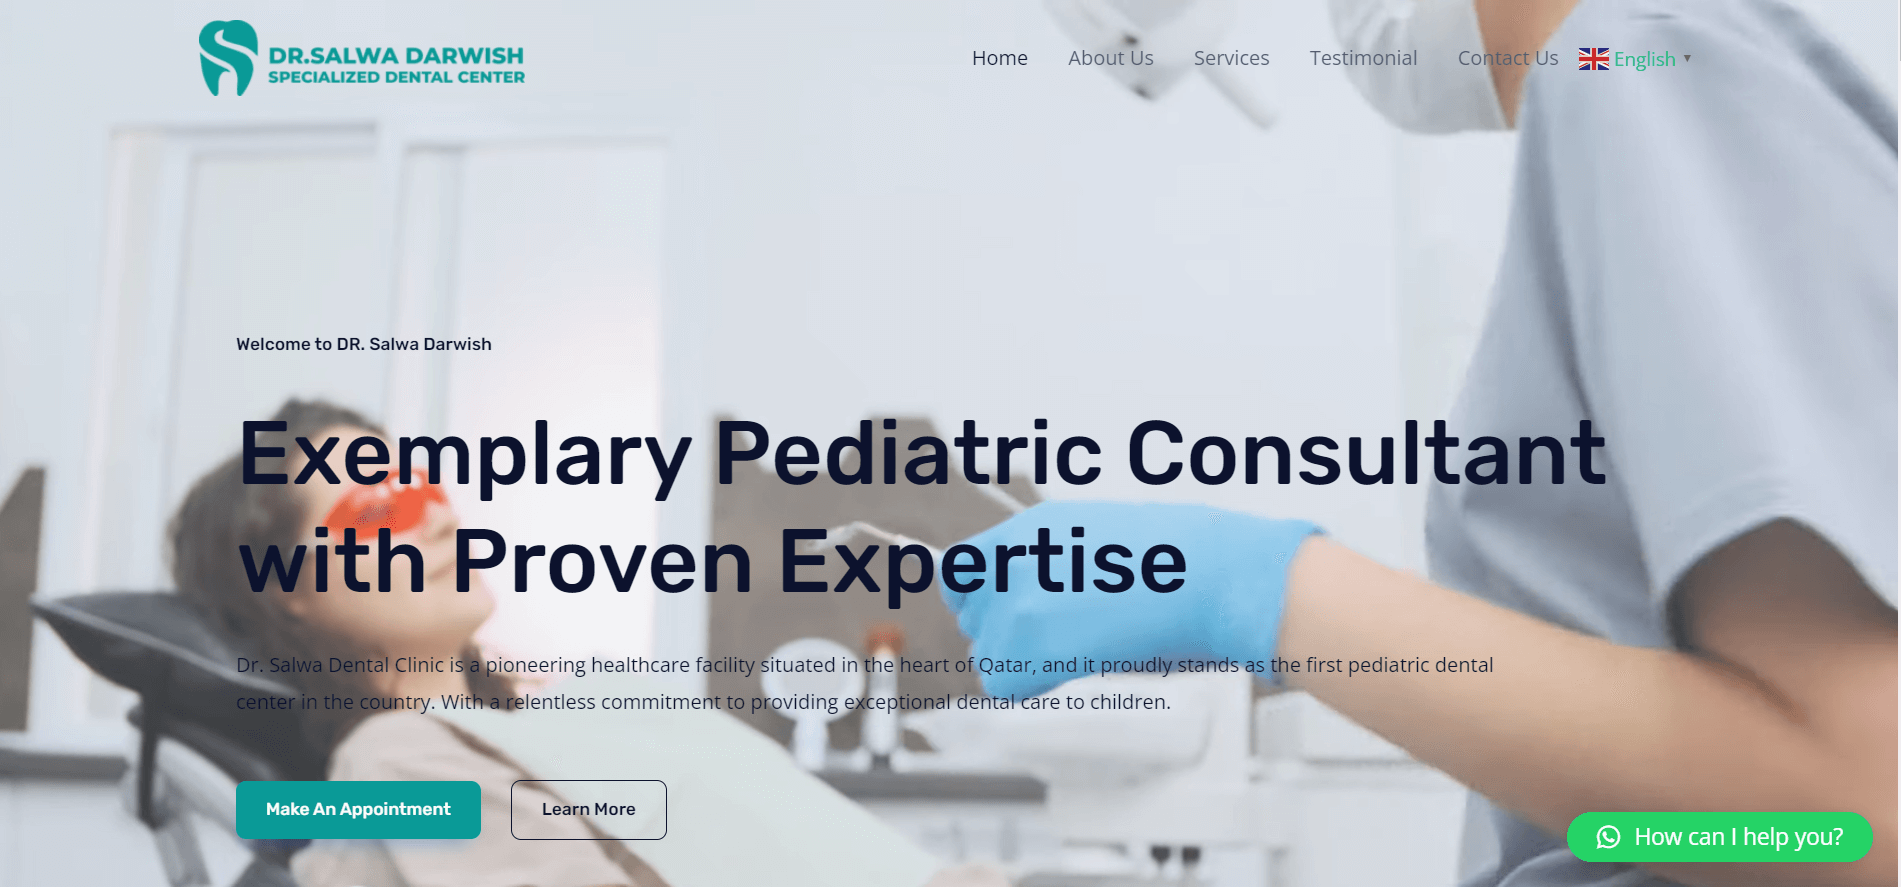 DR.SALWA DARWISH
SPECIALIZED DENTAL CENTER
Home
About Us
Services
Testimonial
Contact Us
English
Welcome to DR. Salwa Darwish
Exemplary Pediatric Consultant
with Proven Expertise
Dr. Salwa Dental Clinic is a pioneering healthcare facility situated in the heart of Qatar, and it proudly stands as the first pediatric dental
center in the country. With a relentless commitment to providing exceptional dental care to children.
Make An Appointment
Learn More
How can I help you?